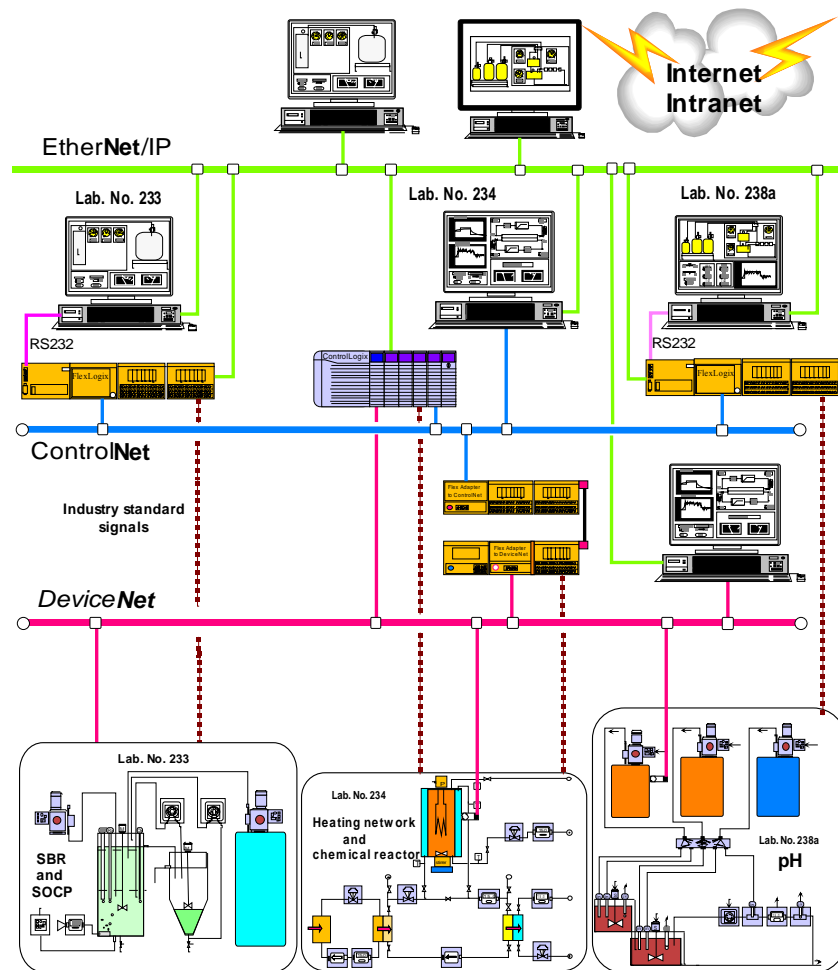 Internet
Intranet
EtherNet/IP
Lab. No. 233
Lab. No. 234
Lab. No. 238a
RS232
RS232
FlexLogix
ControlLogix
FlexLogix
ControlNet
Flex Adapter
to ControlNet
Industry standard
signals
Flex Adapter
to DeviceNet
DeviceNet
Lab. No. 233
SBR
and
SOCP
Lab. No. 234
Heating network
and
chemical reactor
Lab. No. 238a
pH